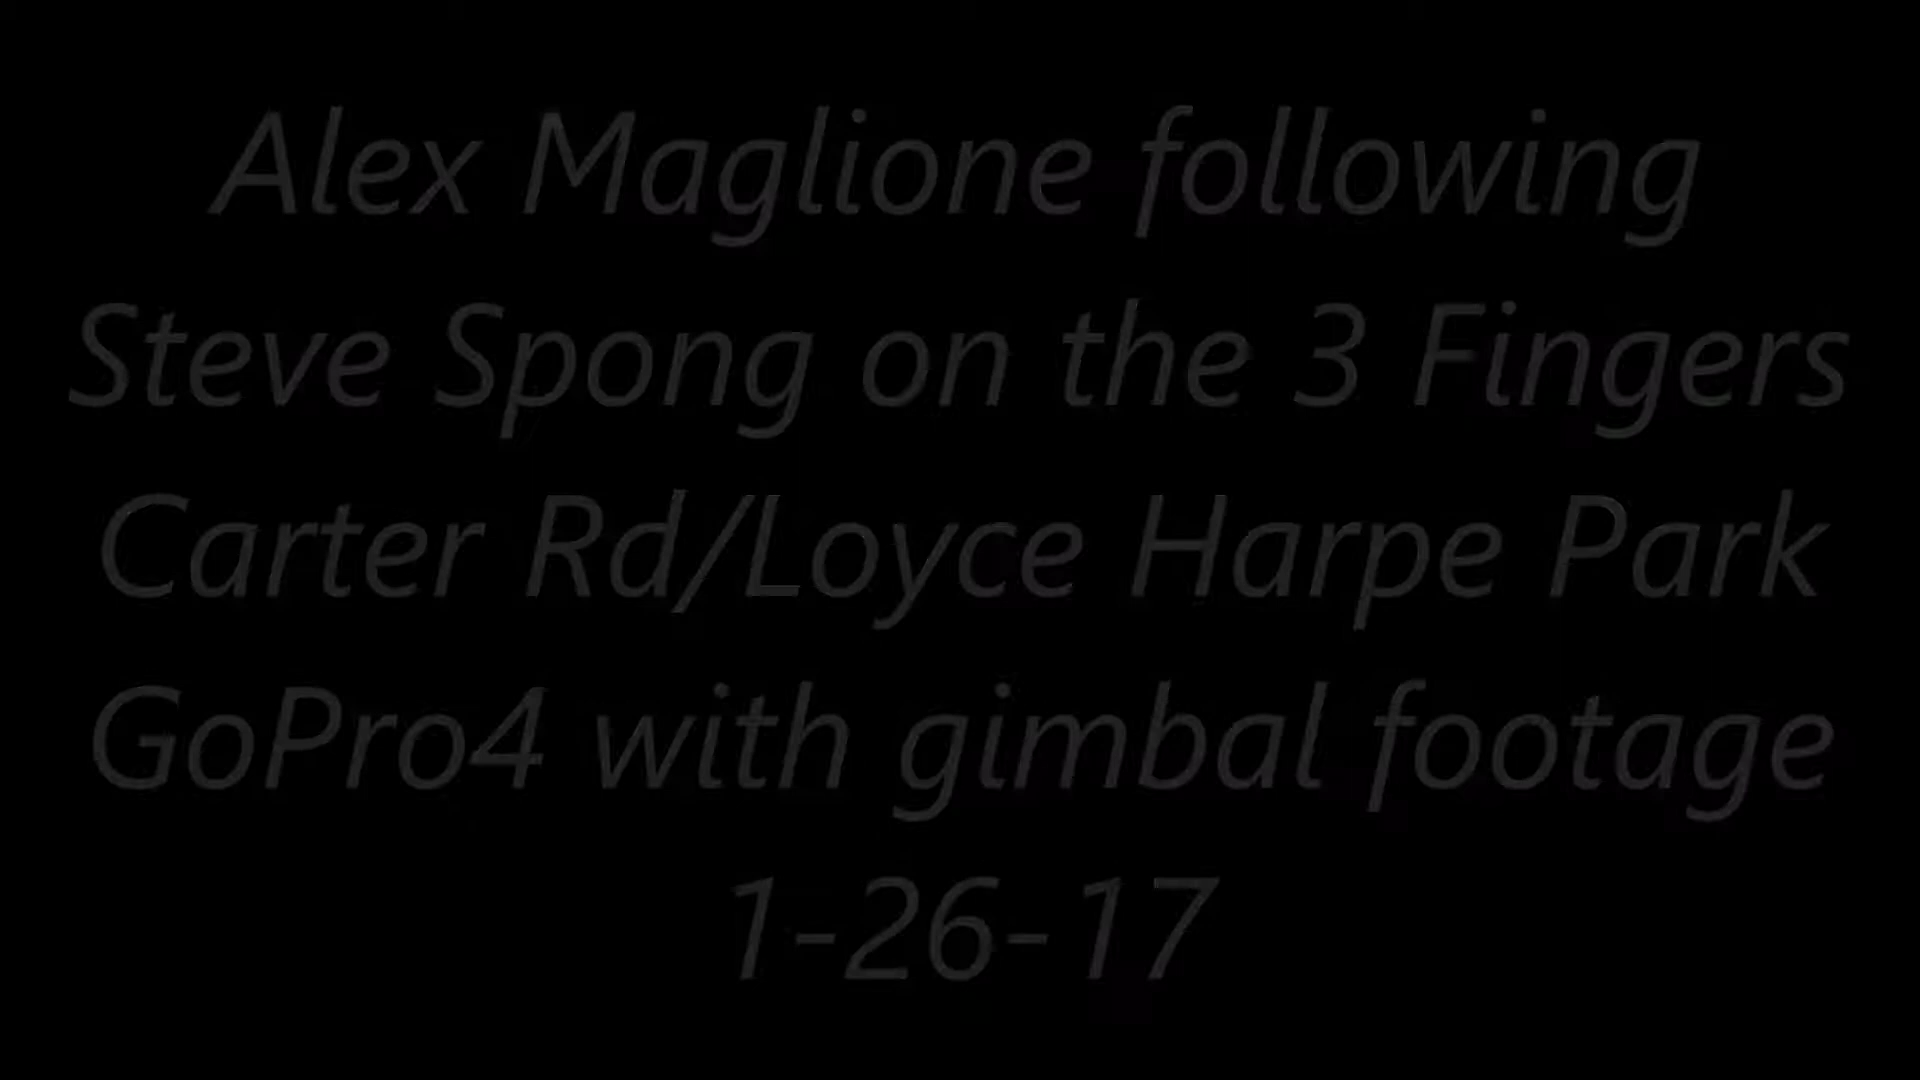 Alex Maglione following
Steve Spong on the 3 Fingers
Carter Rd/Loyce Harpe Park
GoPro4 with gimbal footage
1-26-17